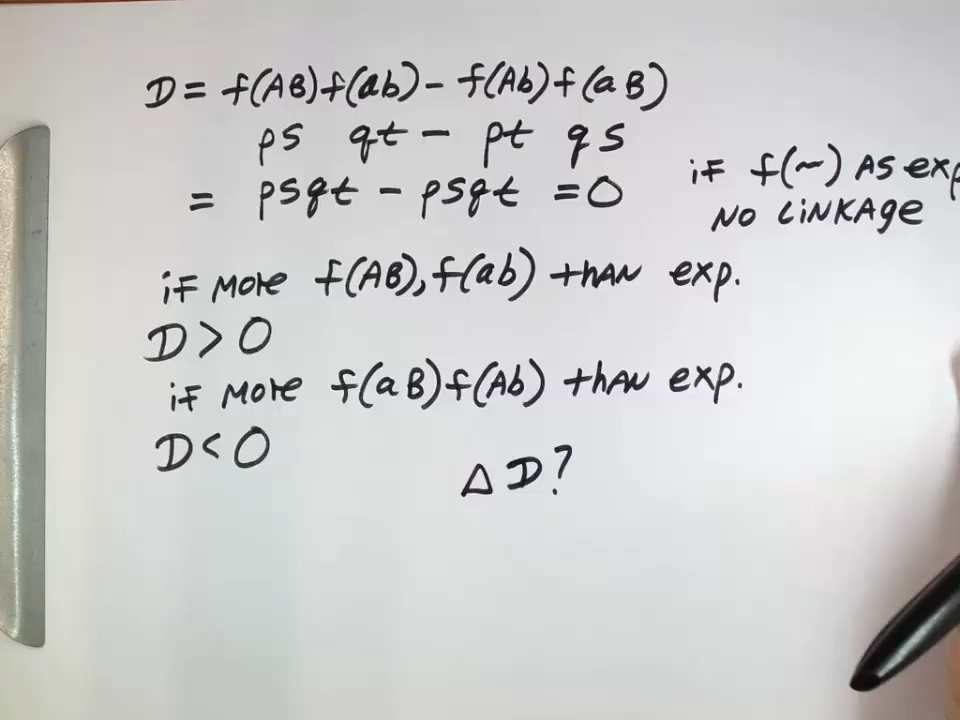 D = f(AB)f(ab) - f(Ab)f(aB)
ps qt - pt qs
= psqt - psqt = 0
if f(~) AS exp
NO LiNKAge
if More f(AB), f(ab) thAN exp.
D > 0
if More f(aB)f(Ab) thAN exp.
D < 0
Δ D?